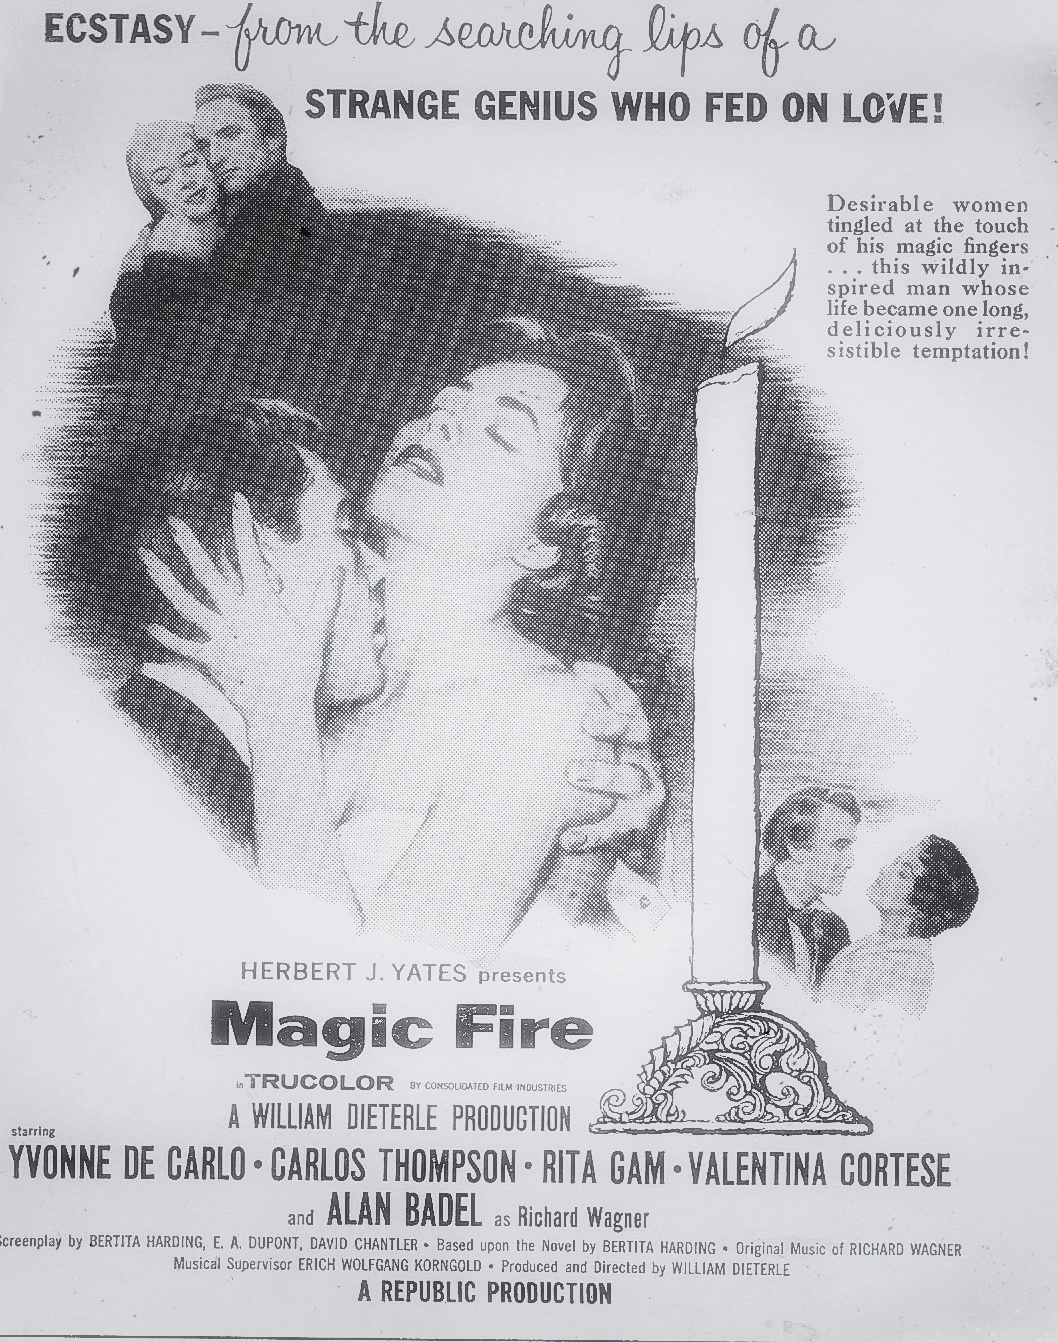 ECSTASY – from the searching lips of a
STRANGE GENIUS WHO FED ON LOVE!
Desirable women
tingled at the touch
of his magic fingers
. . . this wildly in-
spired man whose
life became one long,
deliciously irre-
sistible temptation!
HERBERT J. YATES presents
Magic Fire
in TRUCOLOR BY CONSOLIDATED FILM INDUSTRIES
A WILLIAM DIETERLE PRODUCTION
starring
YVONNE DE CARLO • CARLOS THOMPSON • RITA GAM • VALENTINA CORTESE
and ALAN BADEL as Richard Wagner
Screenplay by BERTITA HARDING, E. A. DUPONT, DAVID CHANTLER • Based upon the Novel by BERTITA HARDING • Original Music of RICHARD WAGNER
Musical Supervisor ERICH WOLFGANG KORNGOLD • Produced and Directed by WILLIAM DIETERLE
A REPUBLIC PRODUCTION